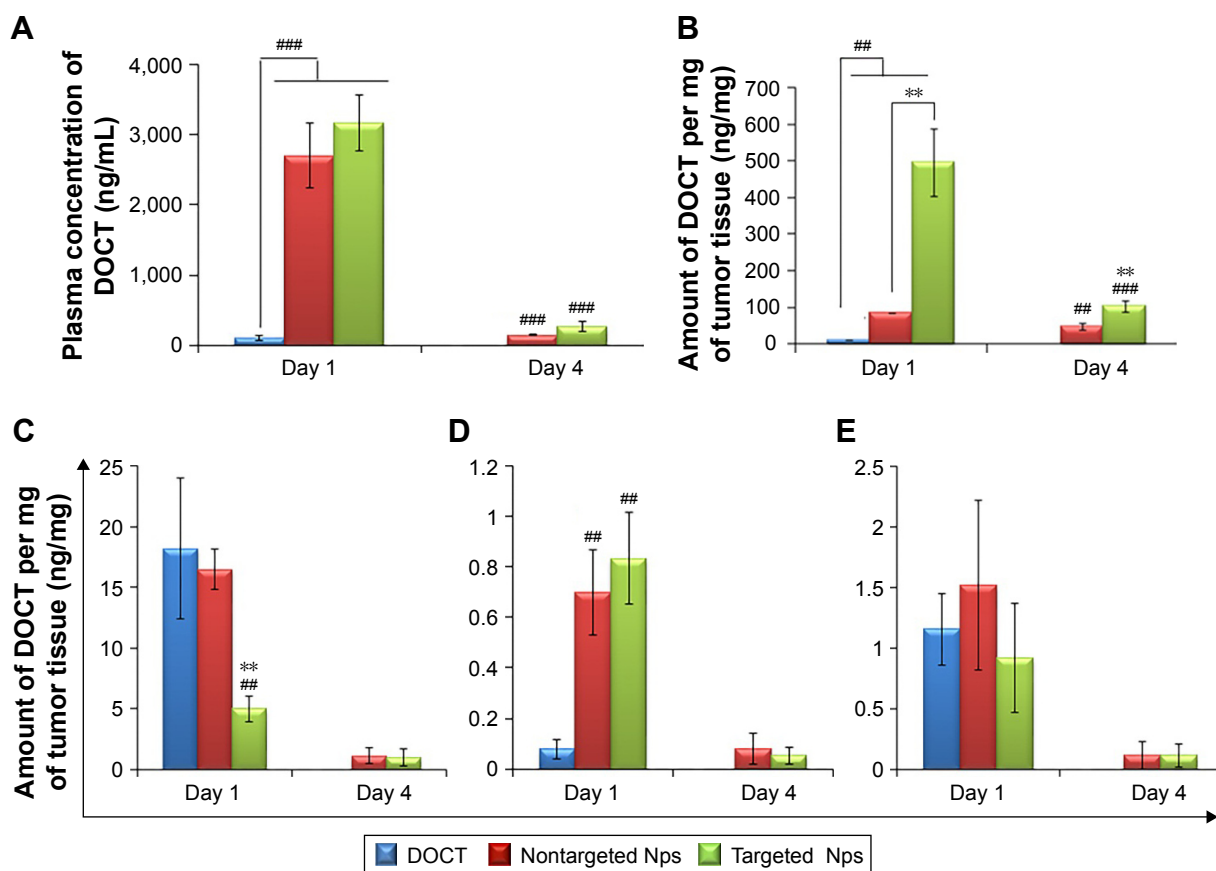 A
Plasma concentration of
DOCT (ng/mL)
4,000
3,000
2,000
1,000
0
###
###
###
Day 1
Day 4
B
Amount of DOCT per mg
of tumor tissue (ng/mg)
700
600
500
400
300
200
100
0
##
**
##
**
###
Day 1
Day 4
C
Amount of DOCT per mg
of tumor tissue (ng/mg)
25
20
15
10
5
0
**
##
Day 1
Day 4
D
1.2
1
0.8
0.6
0.4
0.2
0
##
##
Day 1
Day 4
E
2.5
2
1.5
1
0.5
0
Day 1
Day 4
DOCT Nontargeted Nps Targeted Nps